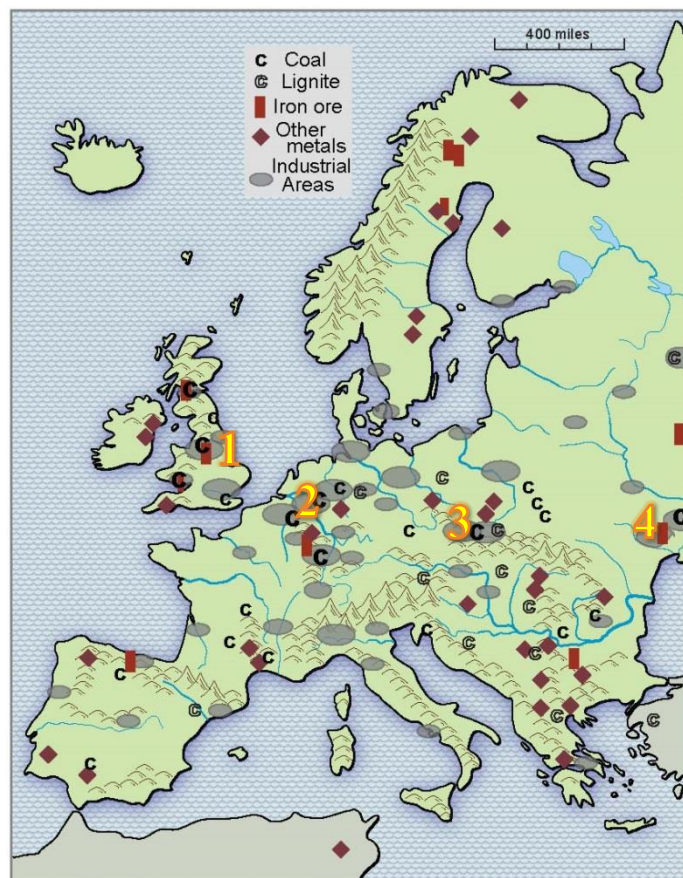 400 miles
C Coal
C Lignite
Iron ore
Other
metals
Industrial
Areas
1
2
3
4